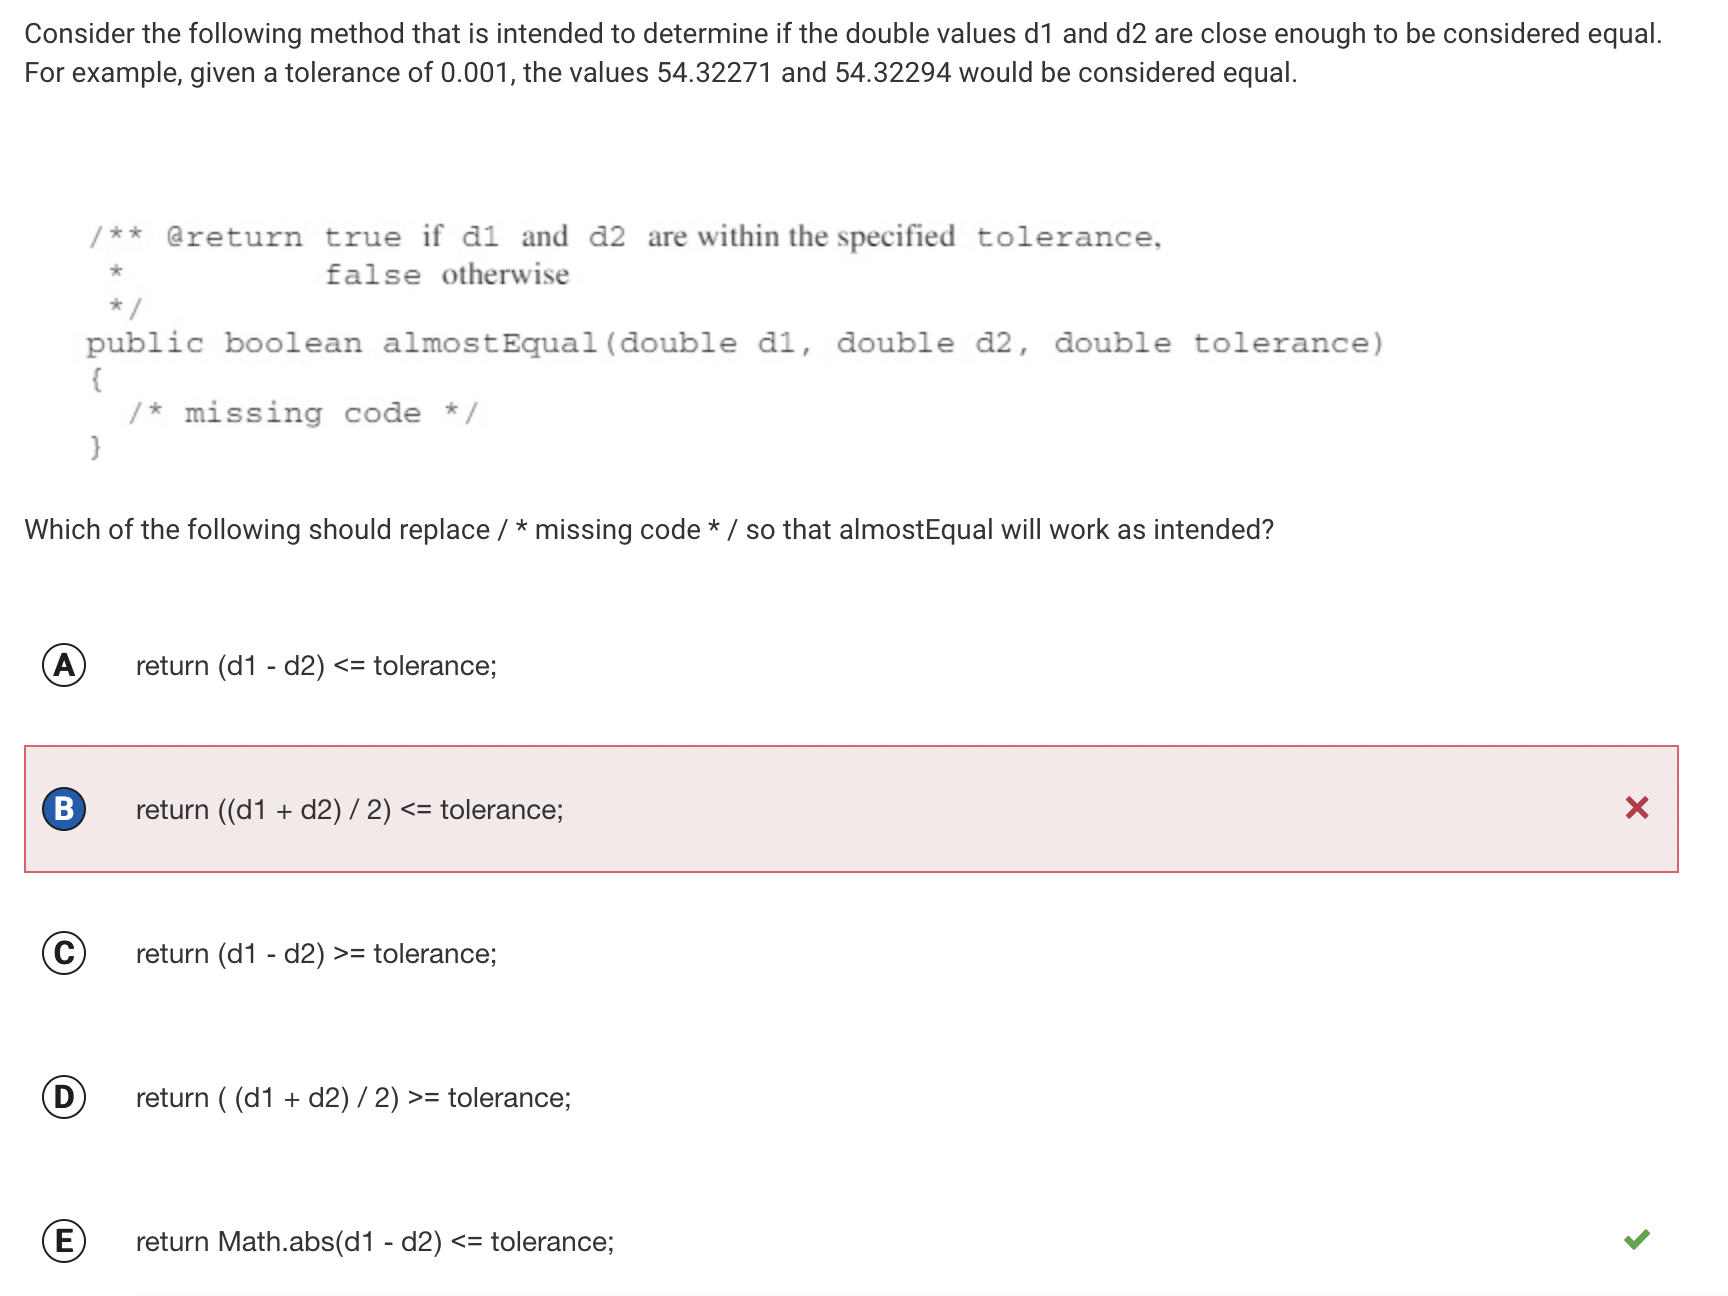 Consider the following method that is intended to determine if the double values d1 and d2 are close enough to be considered equal.
For example, given a tolerance of 0.001, the values 54.32271 and 54.32294 would be considered equal.
/** @return true if d1 and d2 are within the specified tolerance,
* false otherwise
*/
public boolean almostEqual(double d1, double d2, double tolerance)
{
/* missing code */
}
Which of the following should replace / * missing code * / so that almostEqual will work as intended?
A return (d1 - d2) <= tolerance;
B return ((d1 + d2) / 2) <= tolerance;
C return (d1 - d2) >= tolerance;
D return ( (d1 + d2) / 2) >= tolerance;
E return Math.abs(d1 - d2) <= tolerance;